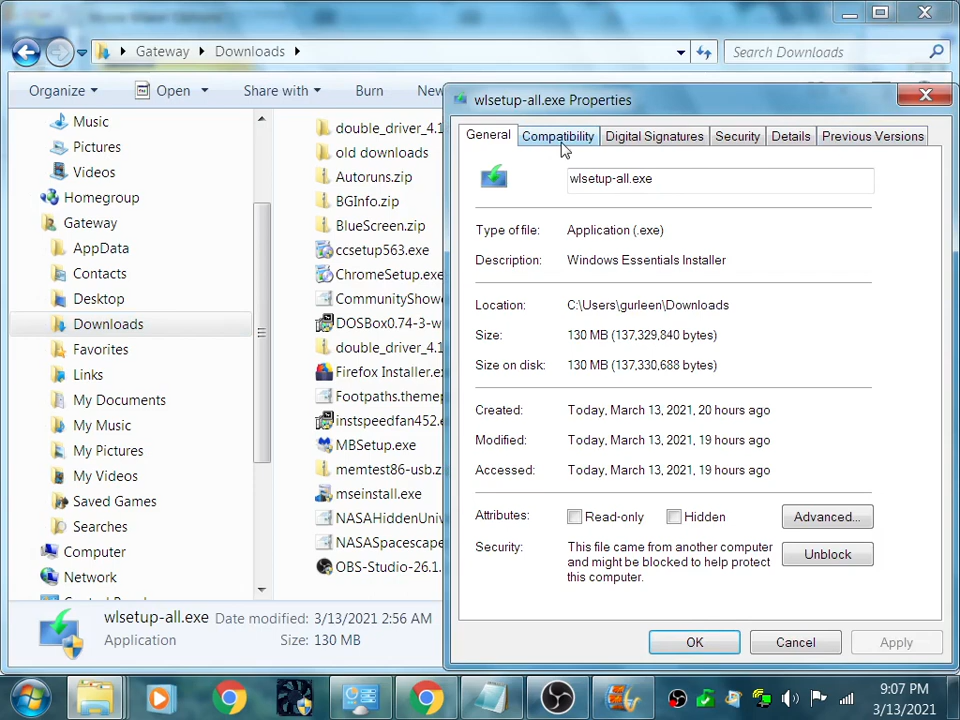 Gateway
Downloads
Search Downloads
Organize
Open
Share with
Burn
New
Music
Pictures
Videos
Homegroup
Gateway
AppData
Contacts
Desktop
Downloads
Favorites
Links
My Documents
My Music
My Pictures
My Videos
Saved Games
Searches
Computer
Network
double_driver_4.1
old downloads
Autoruns.zip
BGInfo.zip
BlueScreen.zip
ccsetup563.exe
ChromeSetup.exe
CommunityShowc
DOSBox0.74-3-w
double_driver_4.1
Firefox Installer.ex
Footpaths.themep
instspeedfan452.e
MBSetup.exe
memtest86-usb.z
mseinstall.exe
NASAHiddenUniv
NASASpacescape
OBS-Studio-26.1.
wlsetup-all.exe Date modified: 3/13/2021 2:56 AM
Application Size: 130 MB
wlsetup-all.exe Properties
General Compatibility Digital Signatures Security Details Previous Versions
wlsetup-all.exe
Type of file: Application (.exe)
Description: Windows Essentials Installer
Location: C:\Users\gurleen\Downloads
Size: 130 MB (137,329,840 bytes)
Size on disk: 130 MB (137,330,688 bytes)
Created: Today, March 13, 2021, 20 hours ago
Modified: Today, March 13, 2021, 19 hours ago
Accessed: Today, March 13, 2021, 19 hours ago
Attributes: Read-only Hidden Advanced...
Security: This file came from another computer
and might be blocked to help protect
this computer.
Unblock
OK Cancel Apply
9:07 PM
3/13/2021